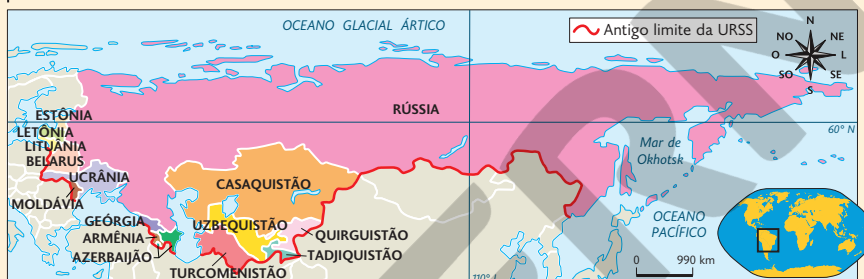 OCEANO GLACIAL ÁRTICO
Antigo limite da URSS
N
NO NE
O L
SO SE
S
RÚSSIA
ESTÔNIA
LETÔNIA
LITUÂNIA
BELARUS
60° N
Mar de
Okhotsk
UCRÂNIA
CASAQUISTÃO
MOLDÁVIA
GEÓRGIA
UZBEQUISTÃO
OCEANO
PACÍFICO
ARMÊNIA
QUIRGUISTÃO
AZERBAIJÃO
TADJIQUISTÃO
0 990 km
TURCOMENISTÃO
110° L